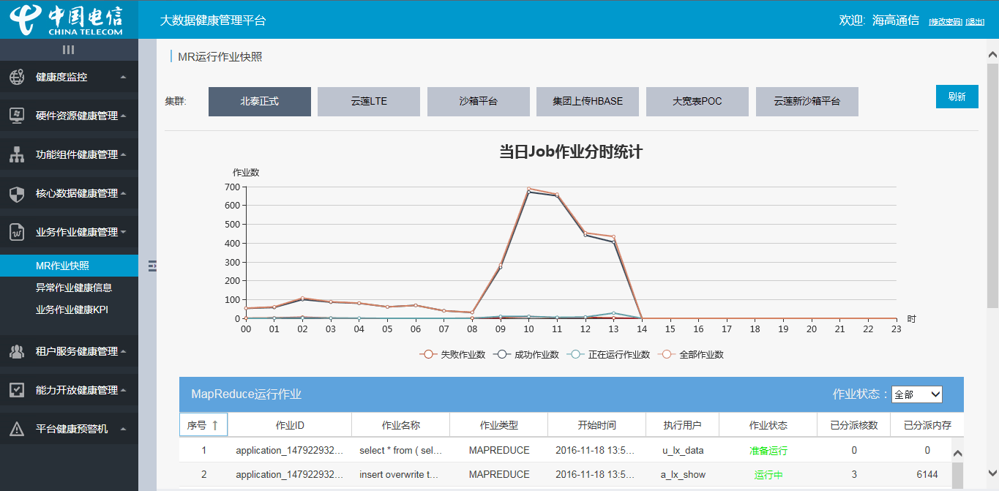 中国电信
CHINA TELECOM
大数据健康管理平台
欢迎: 海高通信 [修改密码] [退出]
健康度监控
硬件资源健康管理
功能组件健康管理
核心数据健康管理
业务作业健康管理
MR作业快照
异常作业健康信息
业务作业健康KPI
租户服务健康管理
能力开放健康管理
平台健康预警机
MR运行作业快照
集群: 北泰正式 云莲LTE 沙箱平台 集团上传HBASE 大宽表POC 云莲新沙箱平台 刷新
当日Job作业分时统计
作业数
700
600
500
400
300
200
100
0
00 01 02 03 04 05 06 07 08 09 10 11 12 13 14 15 16 17 18 19 20 21 22 23 时
失败作业数 成功作业数 正在运行作业数 全部作业数
MapReduce运行作业 作业状态： 全部
序号 作业ID 作业名称 作业类型 开始时间 执行用户 作业状态 已分派核数 已分派内存
1 application_147922932... select * from ( sel... MAPREDUCE 2016-11-18 13:5... u_lx_data 准备运行 0 0
2 application_147922932... insert overwrite t... MAPREDUCE 2016-11-18 13:5... a_lx_show 运行中 3 6144